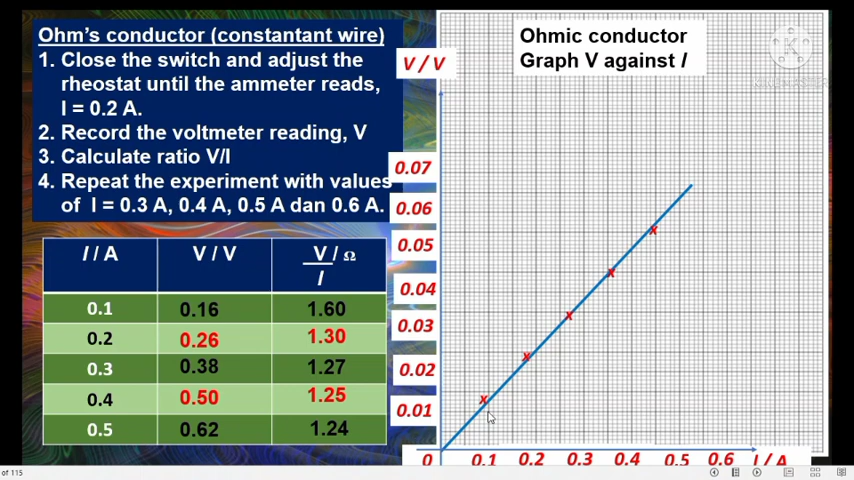 Ohm's conductor (constantant wire)
1. Close the switch and adjust the
rheostat until the ammeter reads,
I = 0.2 A.
2. Record the voltmeter reading, V
3. Calculate ratio V/I
4. Repeat the experiment with values
of I = 0.3 A, 0.4 A, 0.5 A dan 0.6 A.
I / A V / V V / Ω
I
0.1 0.16 1.60
0.2 0.26 1.30
0.3 0.38 1.27
0.4 0.50 1.25
0.5 0.62 1.24
Ohmic conductor
Graph V against I
V / V
0.07
0.06
0.05
0.04
0.03
0.02
0.01
0 0.1 0.2 0.3 0.4 0.5 0.6 I / A
x
x
x
x
x
K
KINEMASTER
of 115